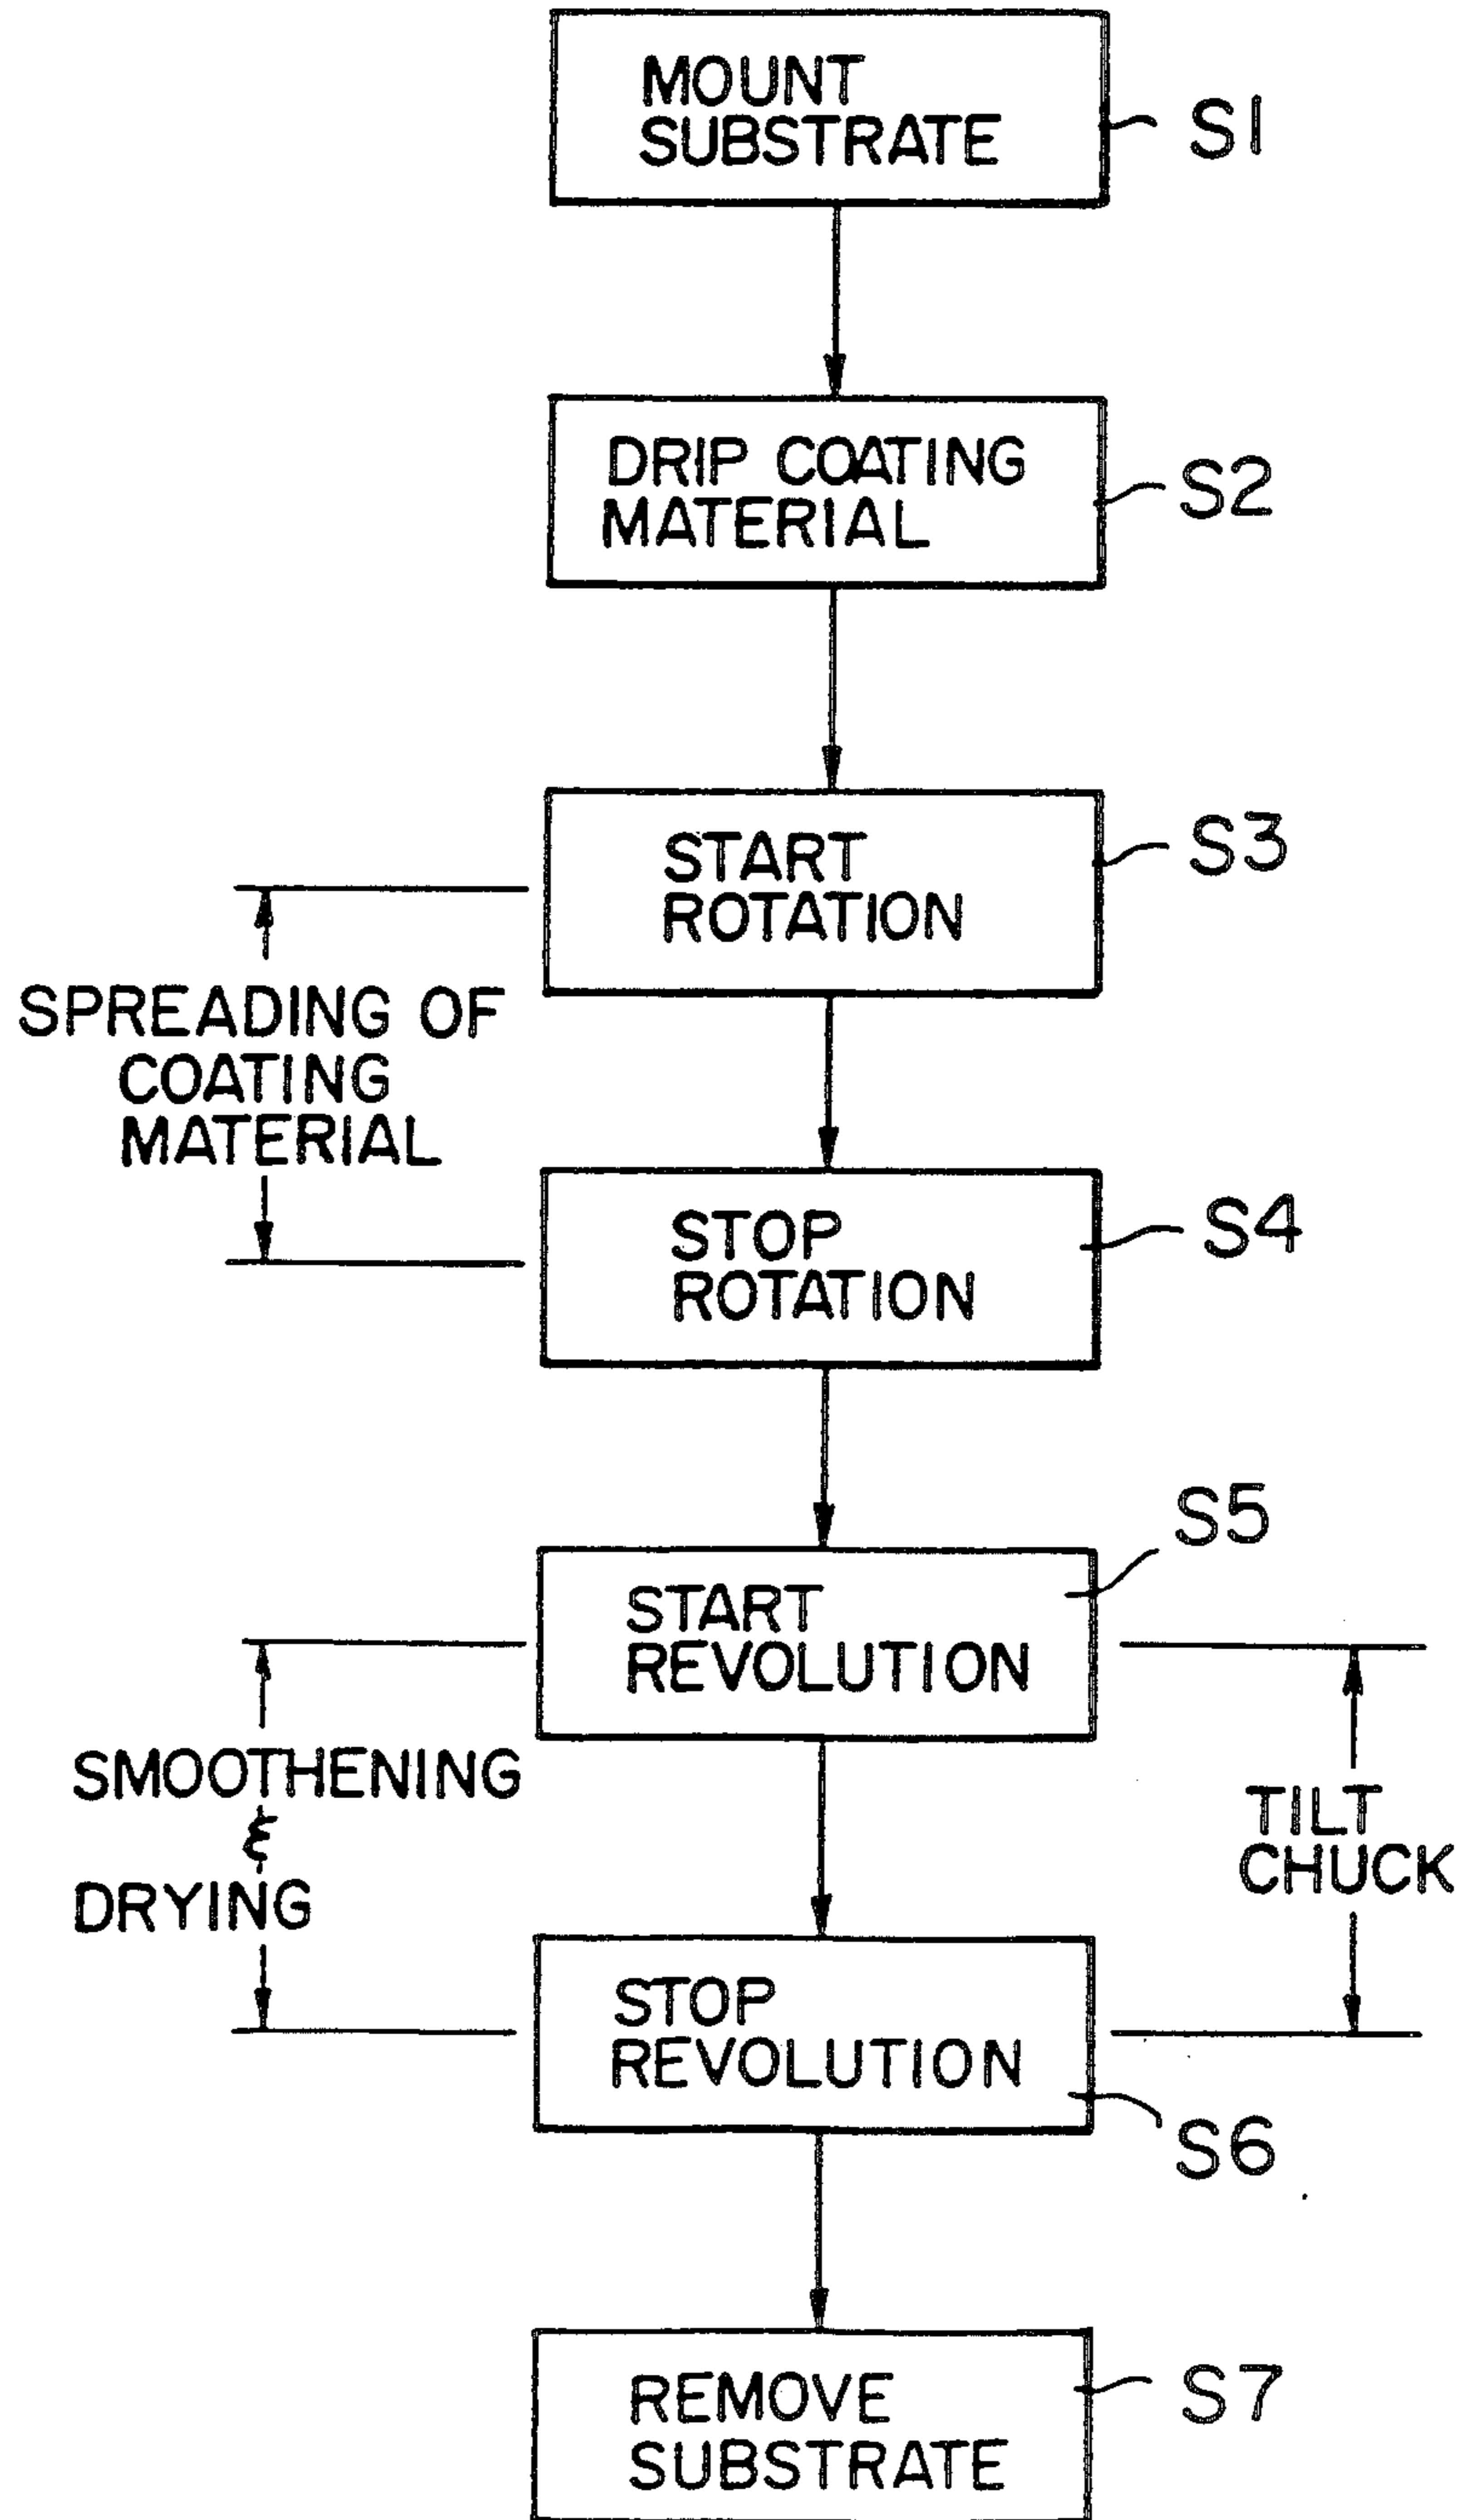 MOUNT
SUBSTRATE
S1
DRIP COATING
MATERIAL
S2
START
ROTATION
S3
SPREADING OF
COATING
MATERIAL
STOP
ROTATION
S4
START
REVOLUTION
S5
SMOOTHENING
&
DRYING
TILT
CHUCK
STOP
REVOLUTION
S6
REMOVE
SUBSTRATE
S7